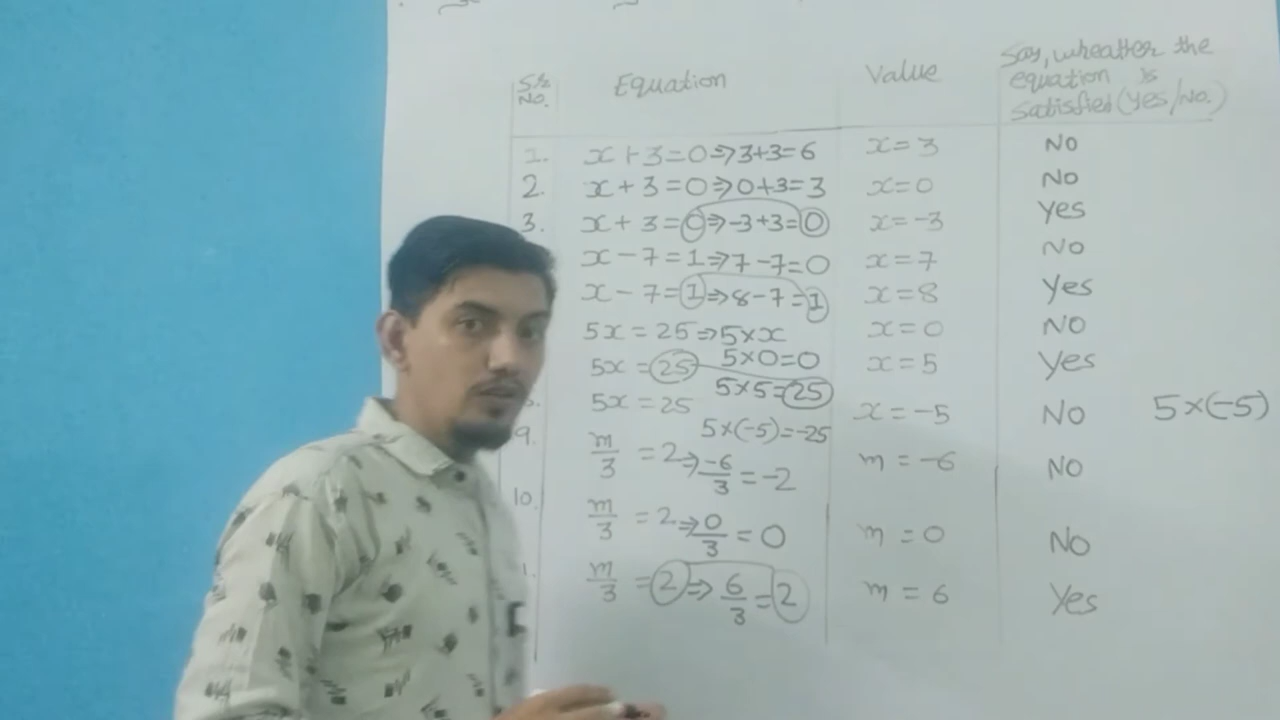 Sr. No. Equation Value Say, wheatter the equation is satisfied (Yes/No.)
1. x+3=0⇒3+3=6 x=3 No
2. x+3=0⇒0+3=3 x=0 No
3. x+3=0⇒-3+3=0 x=-3 Yes
x-7=1⇒7-7=0 x=7 No
x-7=1⇒8-7=1 x=8 Yes
5x=25⇒5×x x=0 No
5×0=0
5x=25 x=5 Yes
5×5=25
5x=25 x=-5 No 5×(-5)
5×(-5)=-25
9. m/3=2⇒-6/3=-2 m=-6 No
10. m/3=2⇒0/3=0 m=0 No
m/3=2⇒6/3=2 m=6 Yes